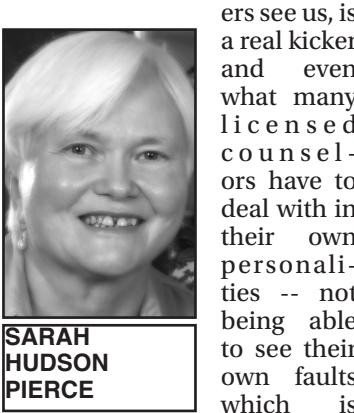 ers see us, is
a real kicker
and even
what many
licensed
counsel-
ors have to
deal with in
their own
personali-
ties -- not
being able
to see their
own faults
which is
SARAH
HUDSON
PIERCE